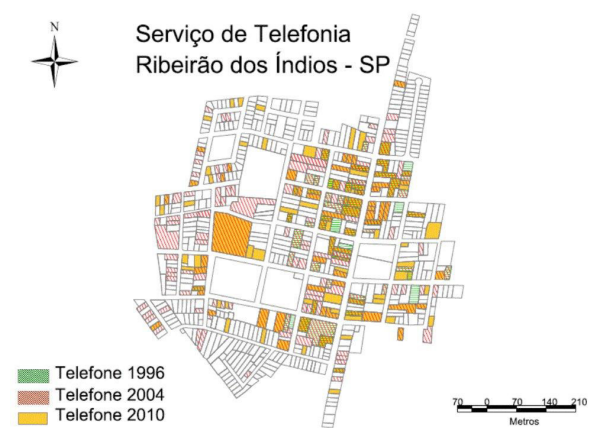 N
Serviço de Telefonia
Ribeirão dos Índios - SP
Telefone 1996
Telefone 2004
Telefone 2010
70 0 70 140 210
Metros